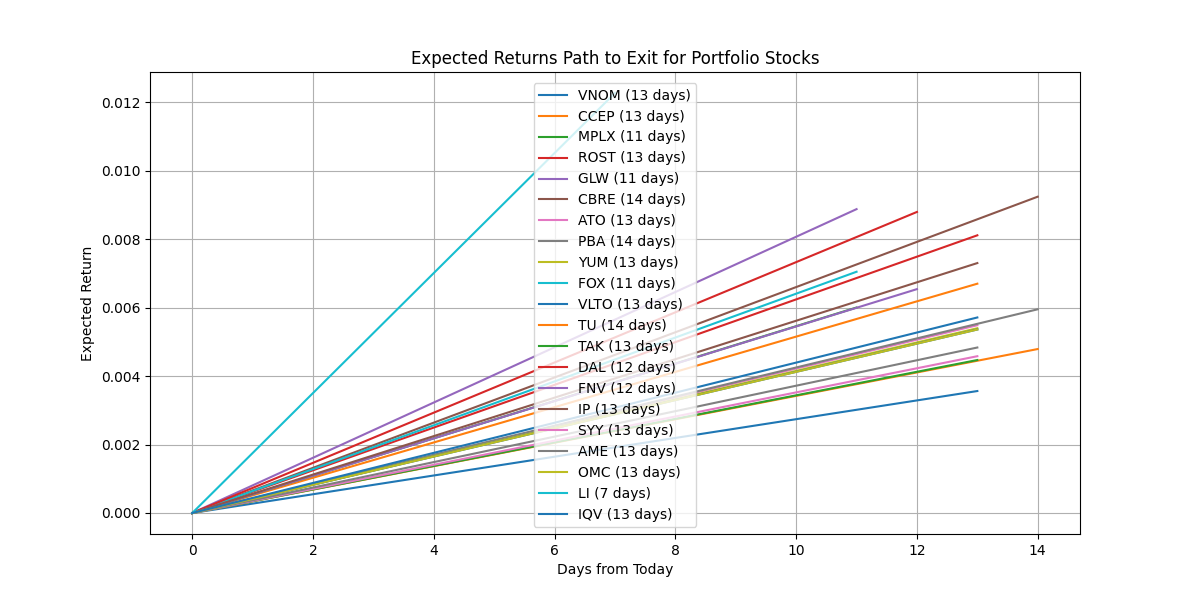 Expected Returns Path to Exit for Portfolio Stocks
Expected Return
0.012
0.010
0.008
0.006
0.004
0.002
0.000
VNOM (13 days)
CCEP (13 days)
MPLX (11 days)
ROST (13 days)
GLW (11 days)
CBRE (14 days)
ATO (13 days)
PBA (14 days)
YUM (13 days)
FOX (11 days)
VLTO (13 days)
TU (14 days)
TAK (13 days)
DAL (12 days)
FNV (12 days)
IP (13 days)
SYY (13 days)
AME (13 days)
OMC (13 days)
LI (7 days)
IQV (13 days)
0 2 4 6 8 10 12 14
Days from Today